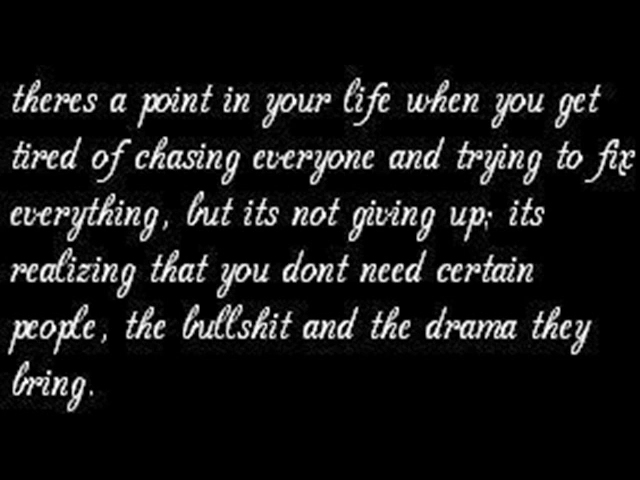 theres a point in your life when you get
tired of chasing everyone and trying to fix
everything, but its not giving up; its
realizing that you dont need certain
people, the bullshit and the drama they
bring.